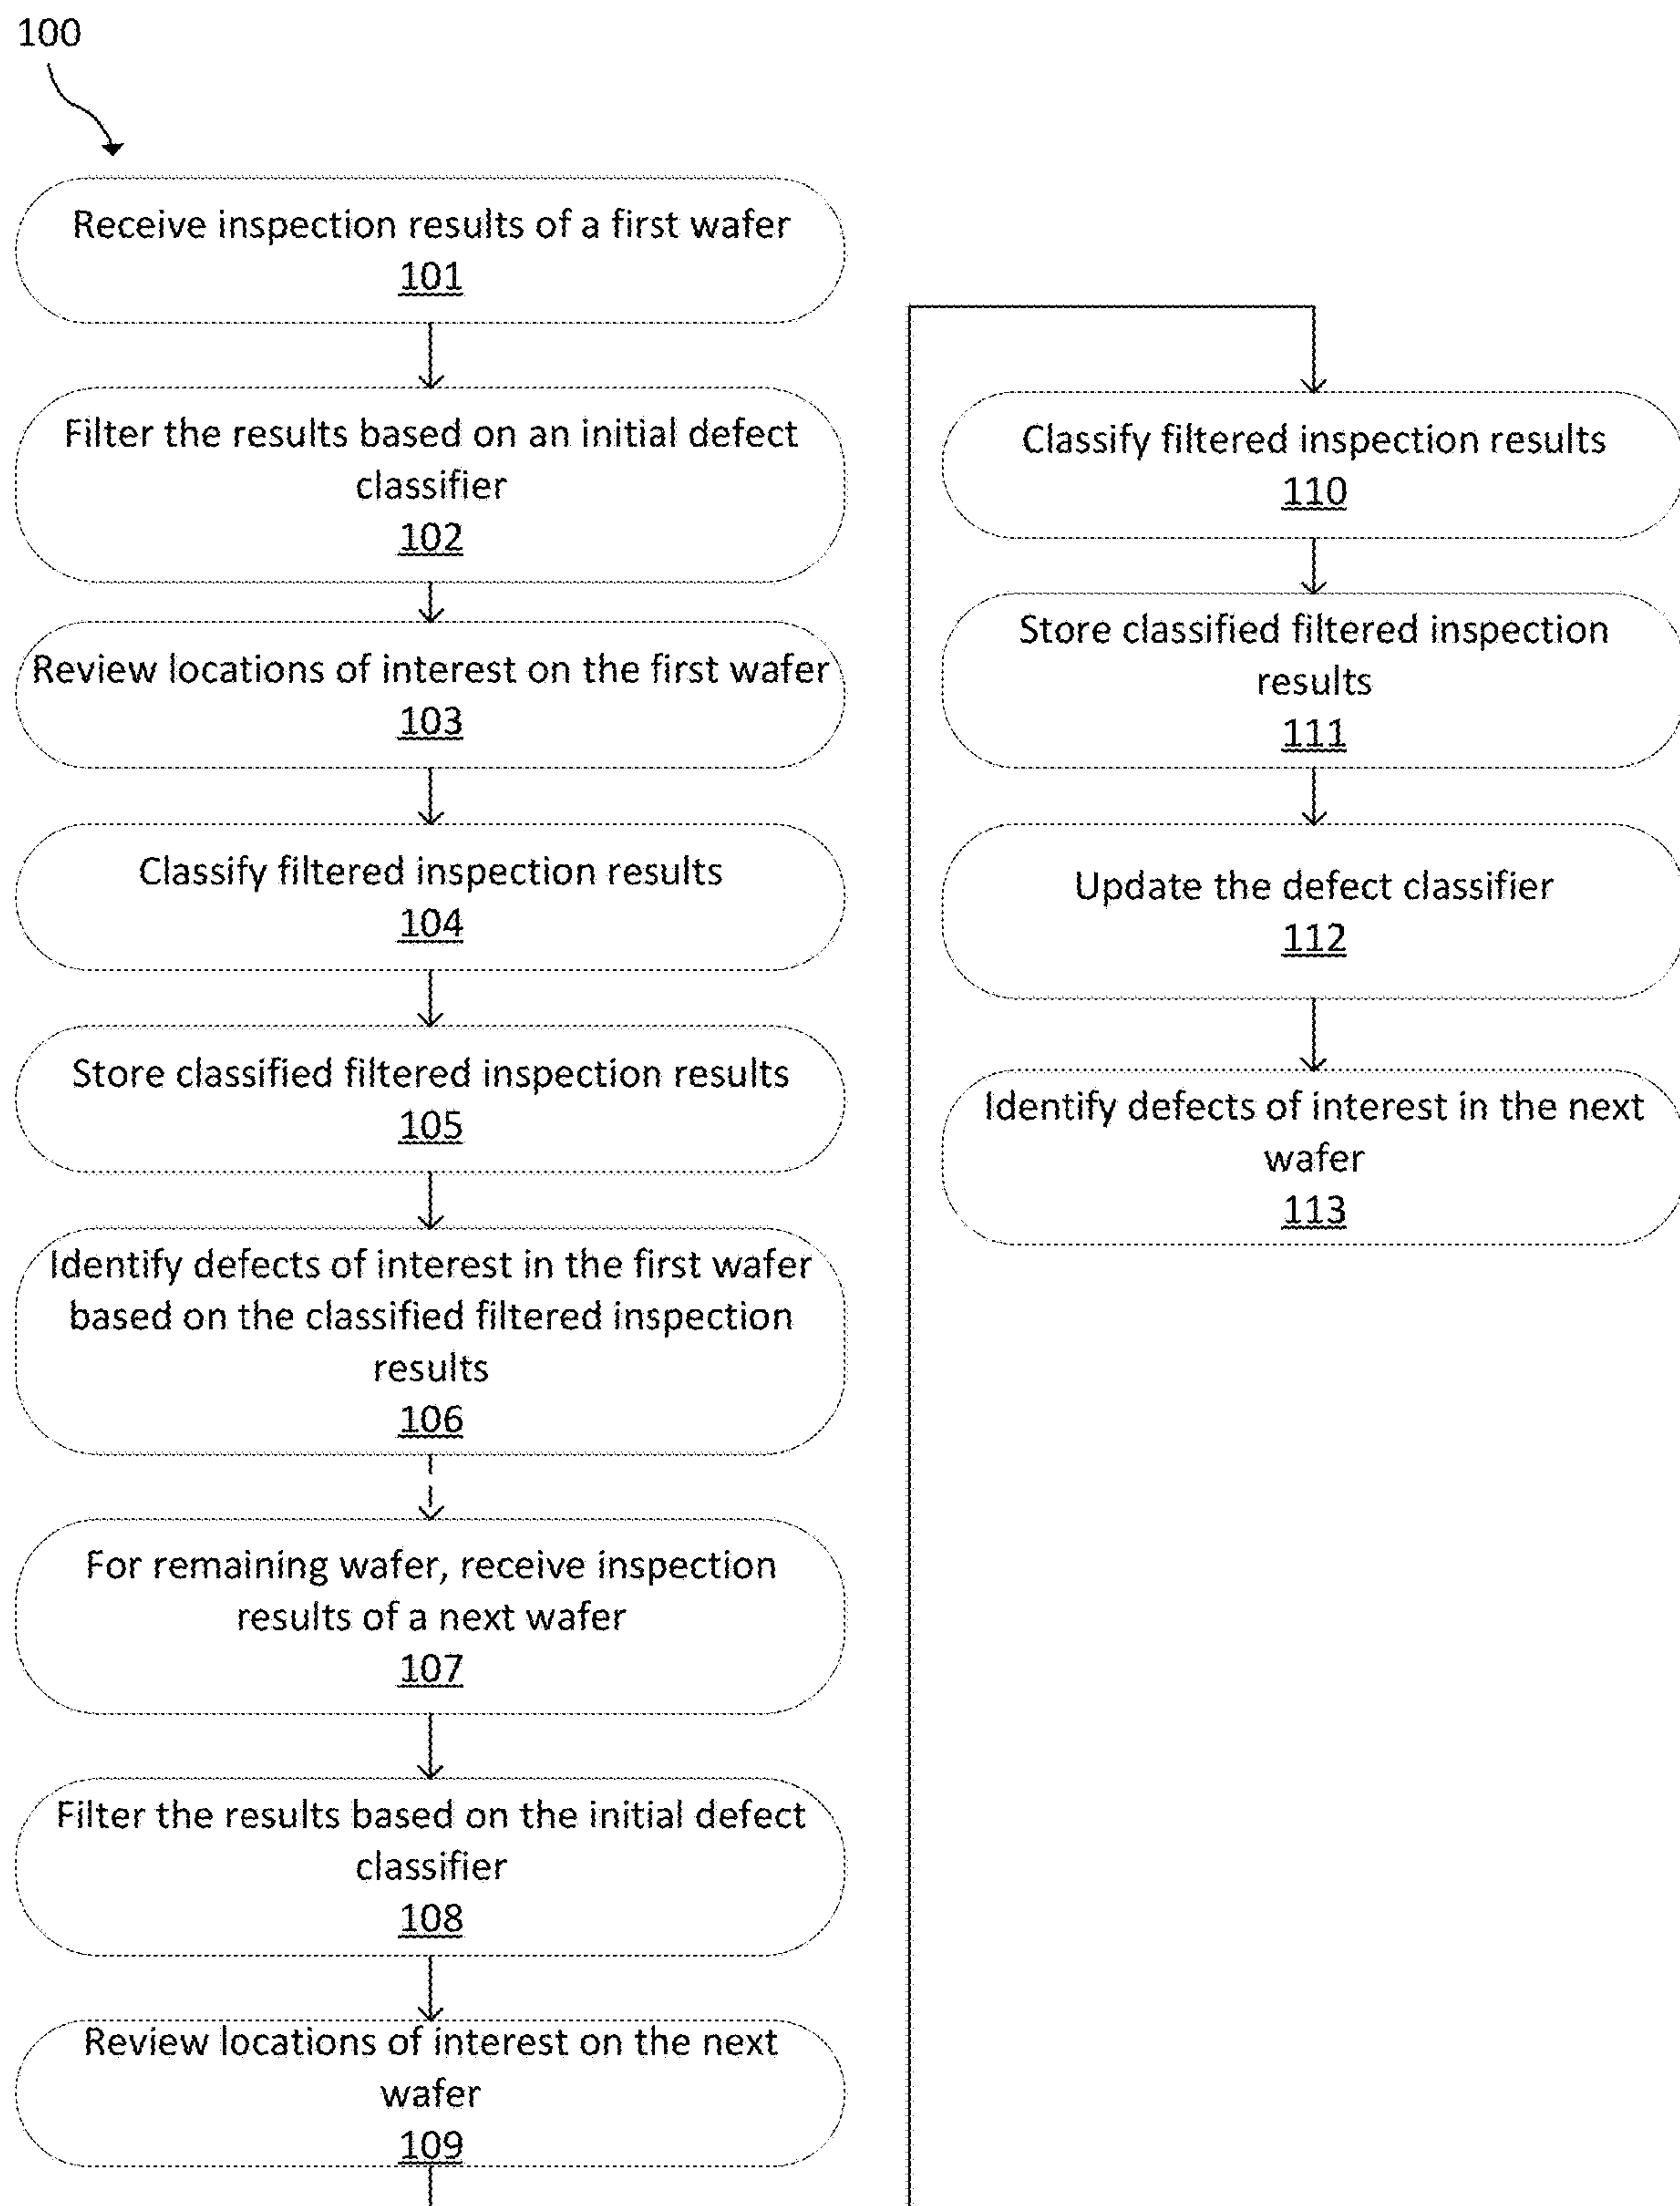 100
Receive inspection results of a first wafer
101
Filter the results based on an initial defect
classifier
102
Review locations of interest on the first wafer
103
Classify filtered inspection results
104
Store classified filtered inspection results
105
Identify defects of interest in the first wafer
based on the classified filtered inspection
results
106
For remaining wafer, receive inspection
results of a next wafer
107
Filter the results based on the initial defect
classifier
108
Review locations of interest on the next
wafer
109
Classify filtered inspection results
110
Store classified filtered inspection
results
111
Update the defect classifier
112
Identify defects of interest in the next
wafer
113